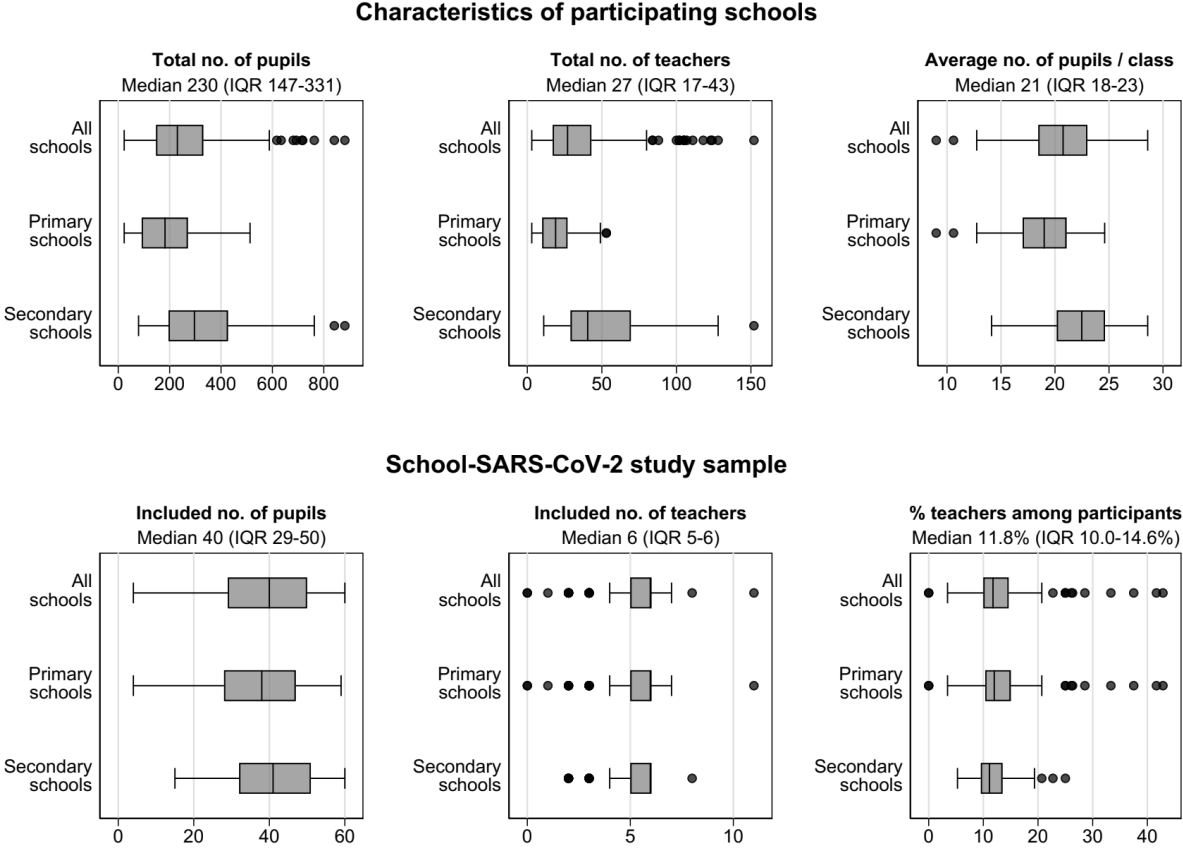 Characteristics of participating schools
Total no. of pupils
Median 230 (IQR 147-331)
All
schools
Primary
schools
Secondary
schools
0 200 400 600 800
Total no. of teachers
Median 27 (IQR 17-43)
All
schools
Primary
schools
Secondary
schools
0 50 100 150
Average no. of pupils / class
Median 21 (IQR 18-23)
All
schools
Primary
schools
Secondary
schools
10 15 20 25 30
School-SARS-CoV-2 study sample
Included no. of pupils
Median 40 (IQR 29-50)
All
schools
Primary
schools
Secondary
schools
0 20 40 60
Included no. of teachers
Median 6 (IQR 5-6)
All
schools
Primary
schools
Secondary
schools
0 5 10
% teachers among participants
Median 11.8% (IQR 10.0-14.6%)
All
schools
Primary
schools
Secondary
schools
0 10 20 30 40